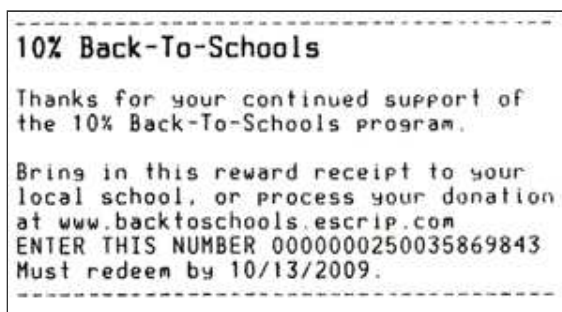 10% Back-To-Schools
Thanks for your continued support of
the 10% Back-To-Schools program.
Bring in this reward receipt to your
local school, or process your donation
at www.backtoschools.escrip.com
ENTER THIS NUMBER 0000000250035869843
Must redeem by 10/13/2009.